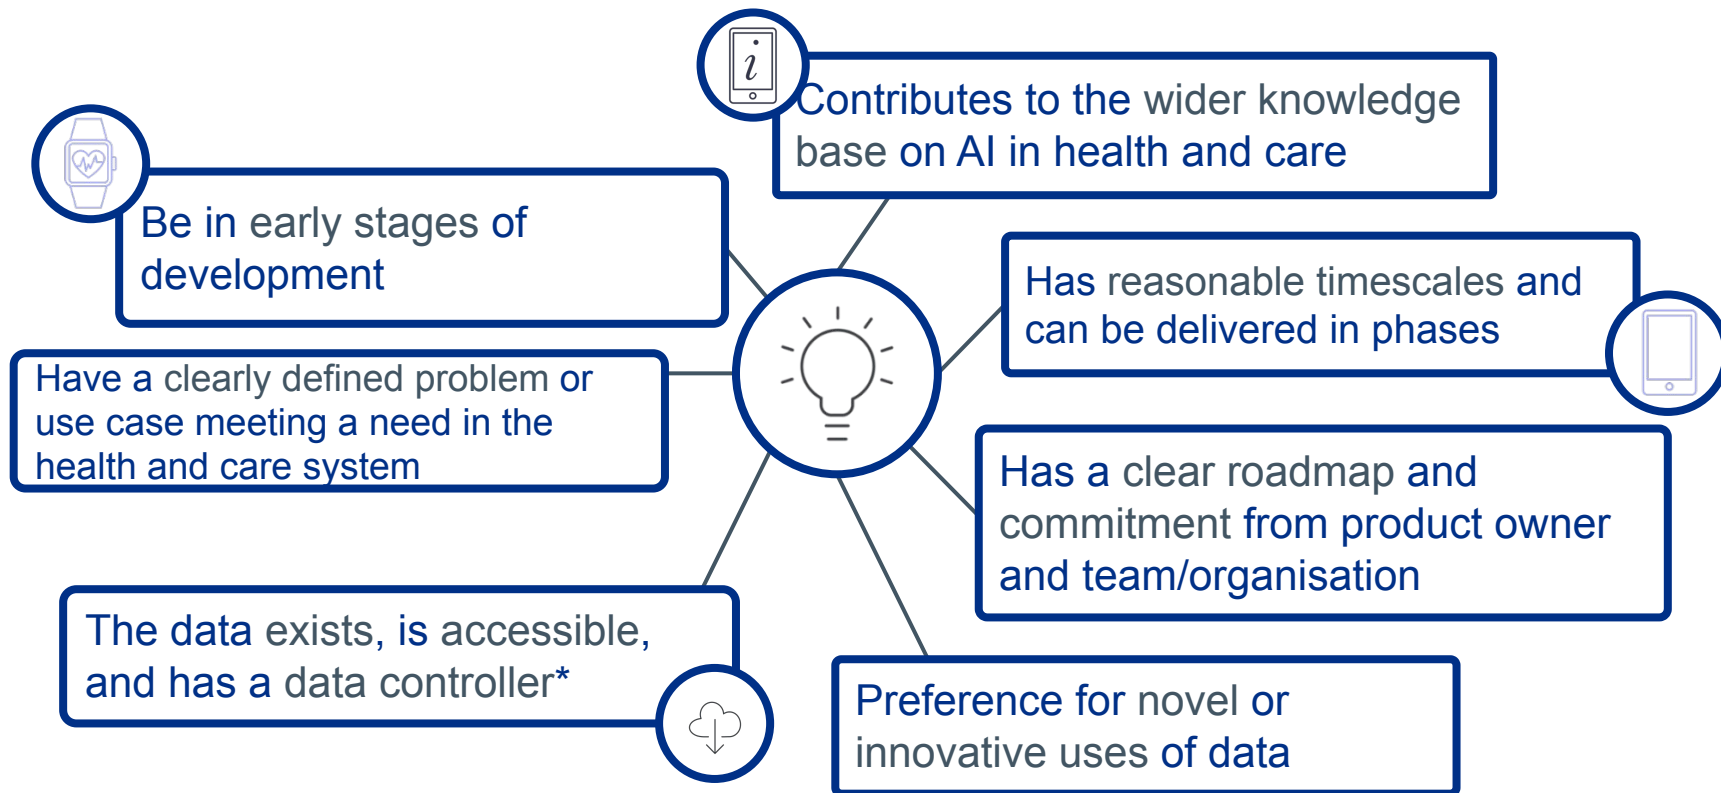 i
Contributes to the wider knowledge
base on AI in health and care
Be in early stages of
development
Has reasonable timescales and
can be delivered in phases
Have a clearly defined problem or
use case meeting a need in the
health and care system
Has a clear roadmap and
commitment from product owner
and team/organisation
The data exists, is accessible,
and has a data controller*
Preference for novel or
innovative uses of data